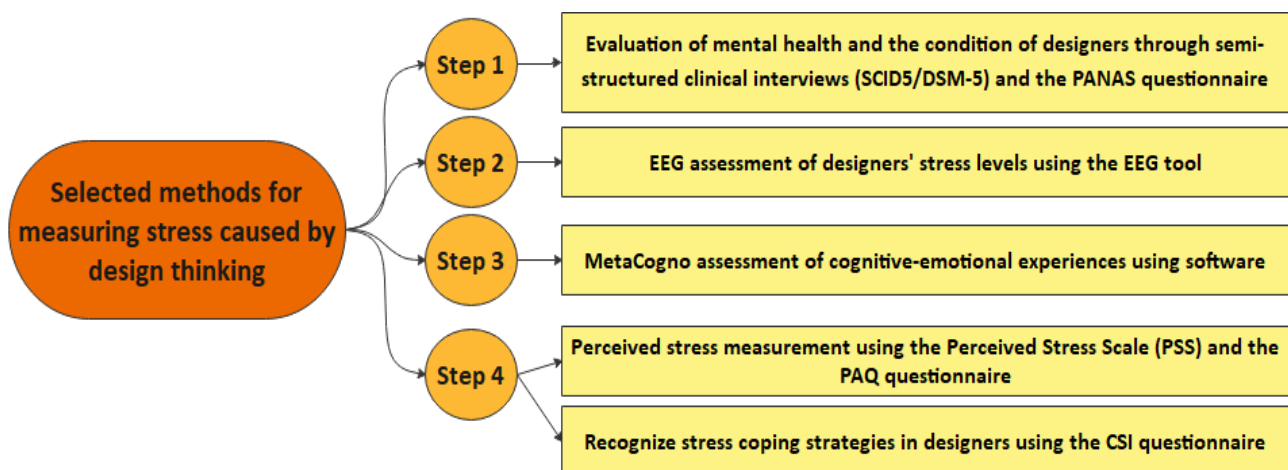 Selected methods for
measuring stress caused by
design thinking
Step 1
Evaluation of mental health and the condition of designers through semi-
structured clinical interviews (SCID5/DSM-5) and the PANAS questionnaire
Step 2
EEG assessment of designers' stress levels using the EEG tool
Step 3
MetaCogno assessment of cognitive-emotional experiences using software
Step 4
Perceived stress measurement using the Perceived Stress Scale (PSS) and the
PAQ questionnaire
Recognize stress coping strategies in designers using the CSI questionnaire